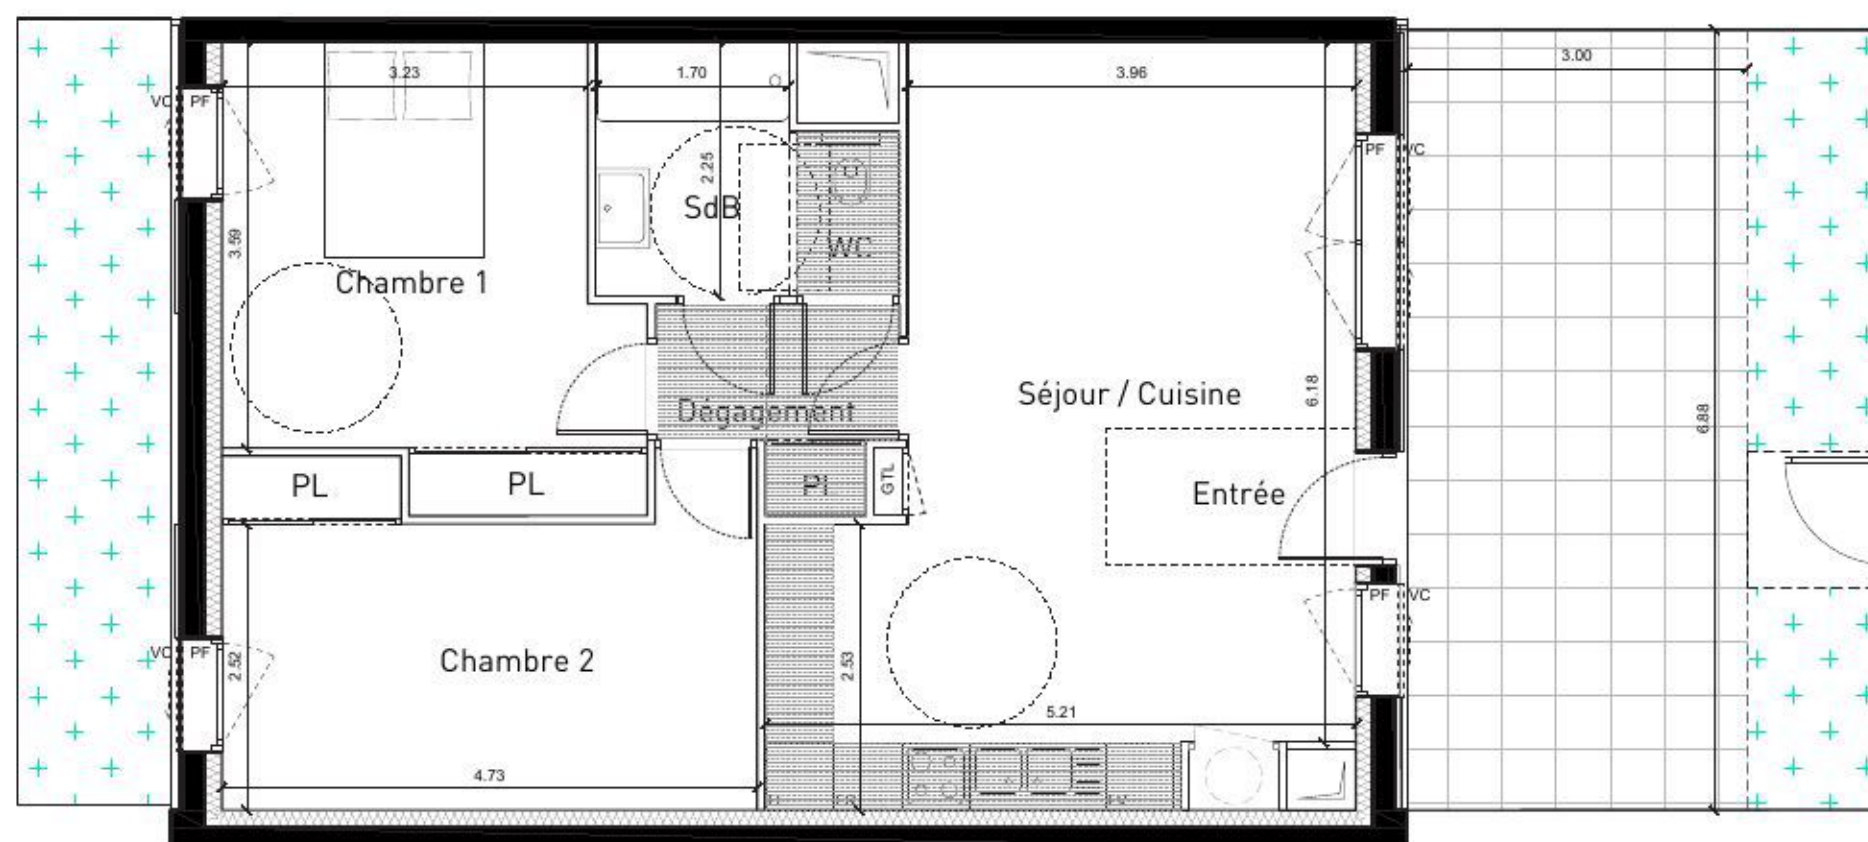 3.23
1.70
3.96
3.00
VC PF
PF VC
2.25
SdB
WC
3.59
Chambre 1
6.18
Séjour / Cuisine
Dégagement
6.88
PL
PL
Pl
GTL
Entrée
PF VC
VC PF
2.52
Chambre 2
2.53
5.21
4.73